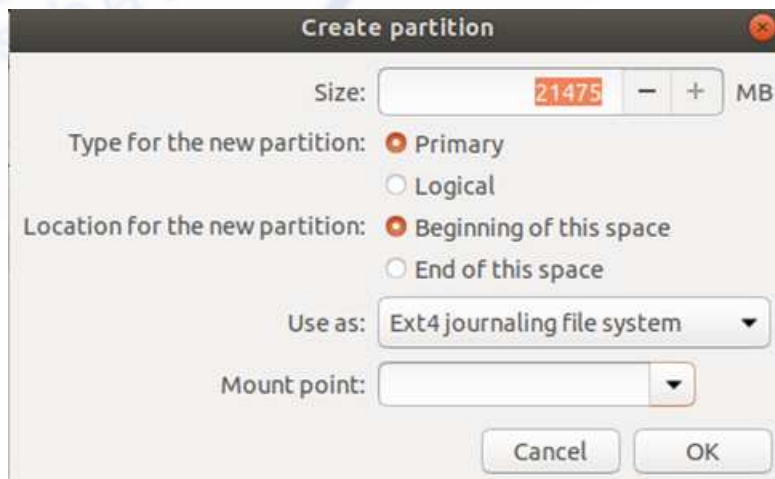 Create partition
Size: 21475 − + MB
Type for the new partition: Primary
Logical
Location for the new partition: Beginning of this space
End of this space
Use as: Ext4 journaling file system
Mount point:
Cancel OK